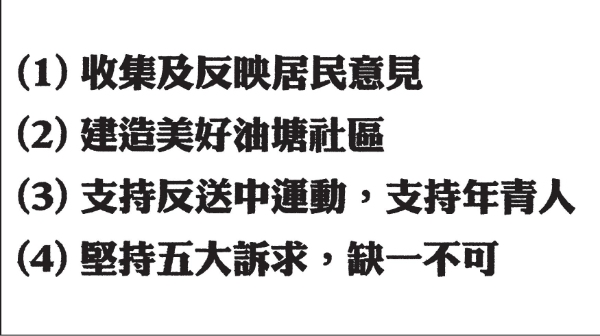 (1) 收集及反映居民意見
(2) 建造美好油塘社區
(3) 支持反送中運動，支持年青人
(4) 堅持五大訴求，缺一不可